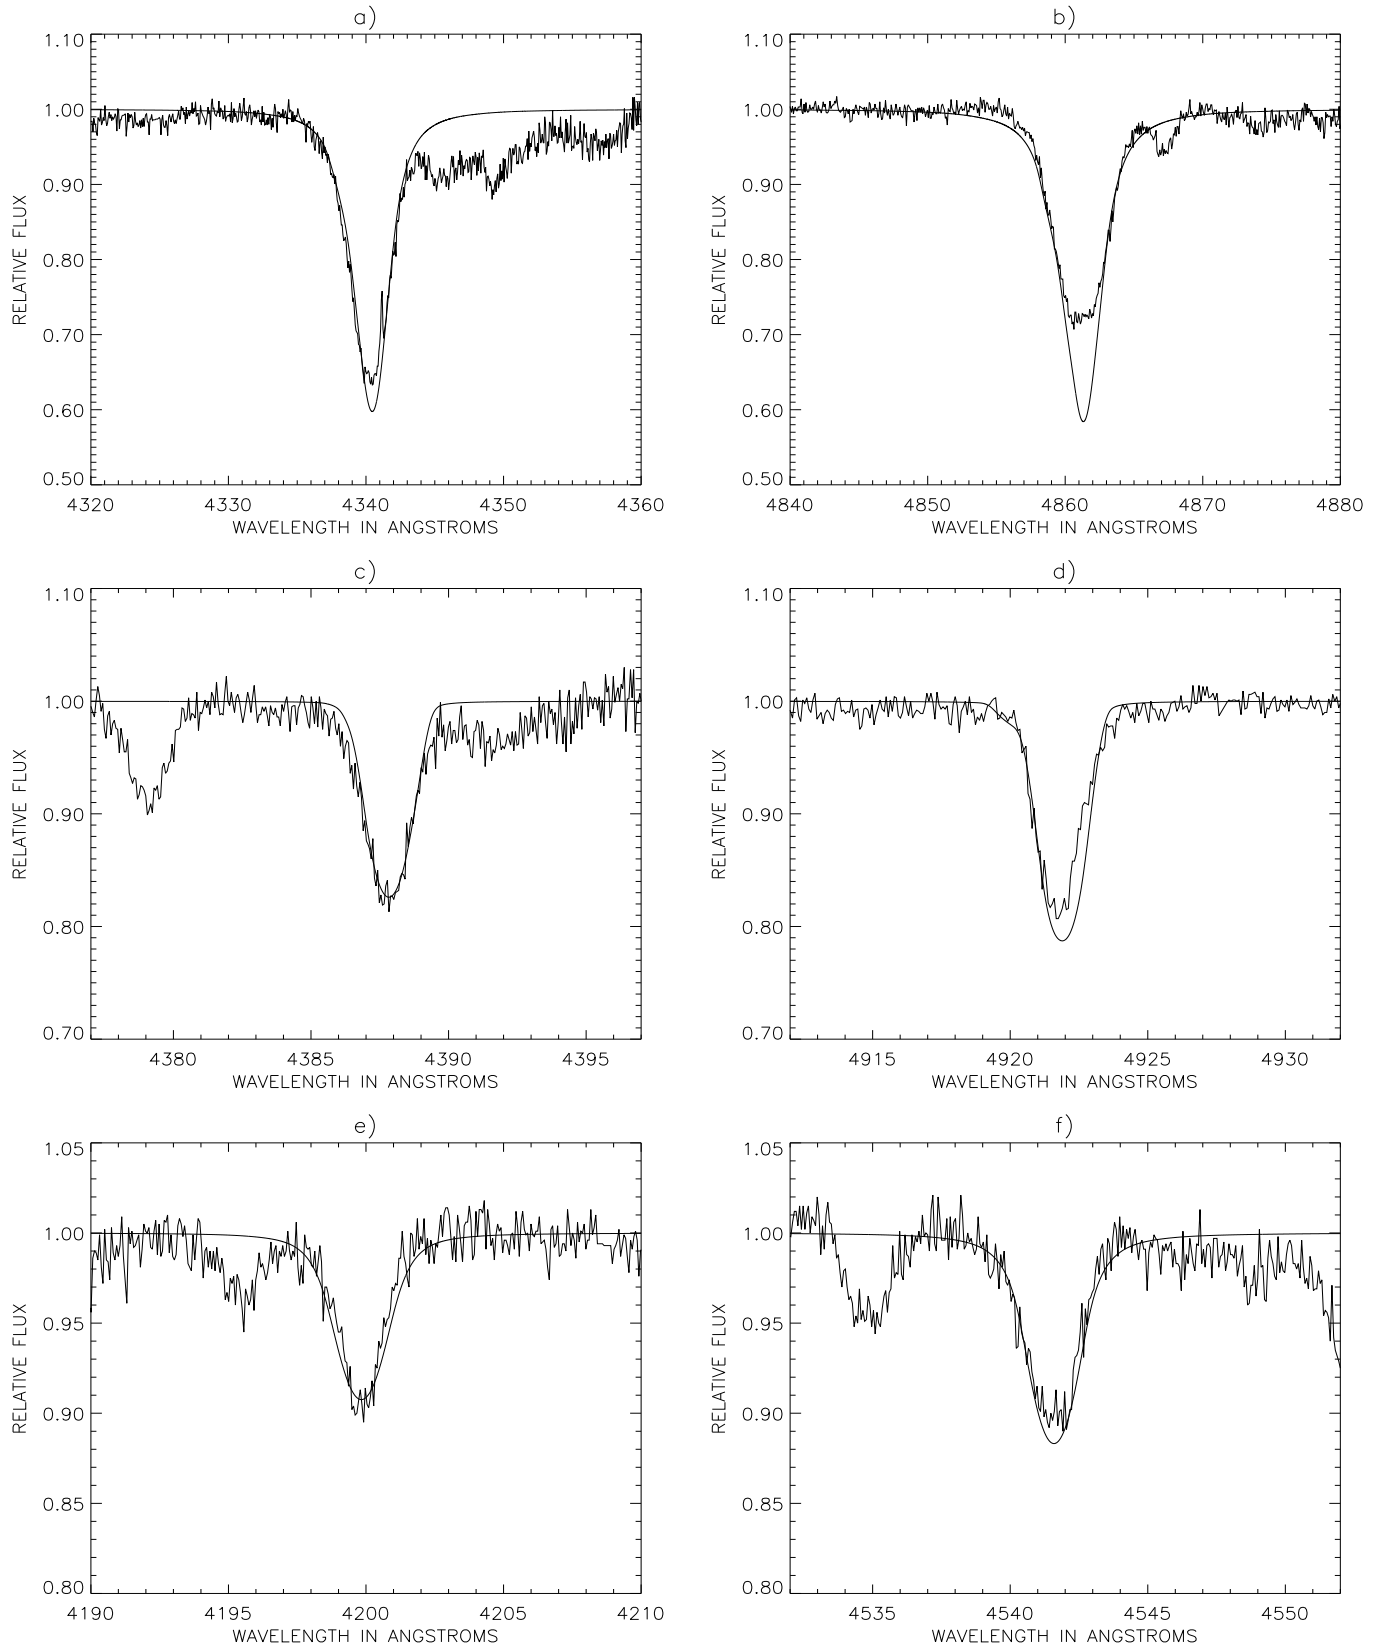 a)
1.10
1.00
0.90
0.80
0.70
0.60
0.50
RELATIVE FLUX
4320 4330 4340 4350 4360
WAVELENGTH IN ANGSTROMS
b)
1.10
1.00
0.90
0.80
0.70
0.60
0.50
RELATIVE FLUX
4840 4850 4860 4870 4880
WAVELENGTH IN ANGSTROMS
c)
1.10
1.00
0.90
0.80
0.70
RELATIVE FLUX
4380 4385 4390 4395
WAVELENGTH IN ANGSTROMS
d)
1.10
1.00
0.90
0.80
0.70
RELATIVE FLUX
4915 4920 4925 4930
WAVELENGTH IN ANGSTROMS
e)
1.05
1.00
0.95
0.90
0.85
0.80
RELATIVE FLUX
4190 4195 4200 4205 4210
WAVELENGTH IN ANGSTROMS
f)
1.05
1.00
0.95
0.90
0.85
0.80
RELATIVE FLUX
4535 4540 4545 4550
WAVELENGTH IN ANGSTROMS